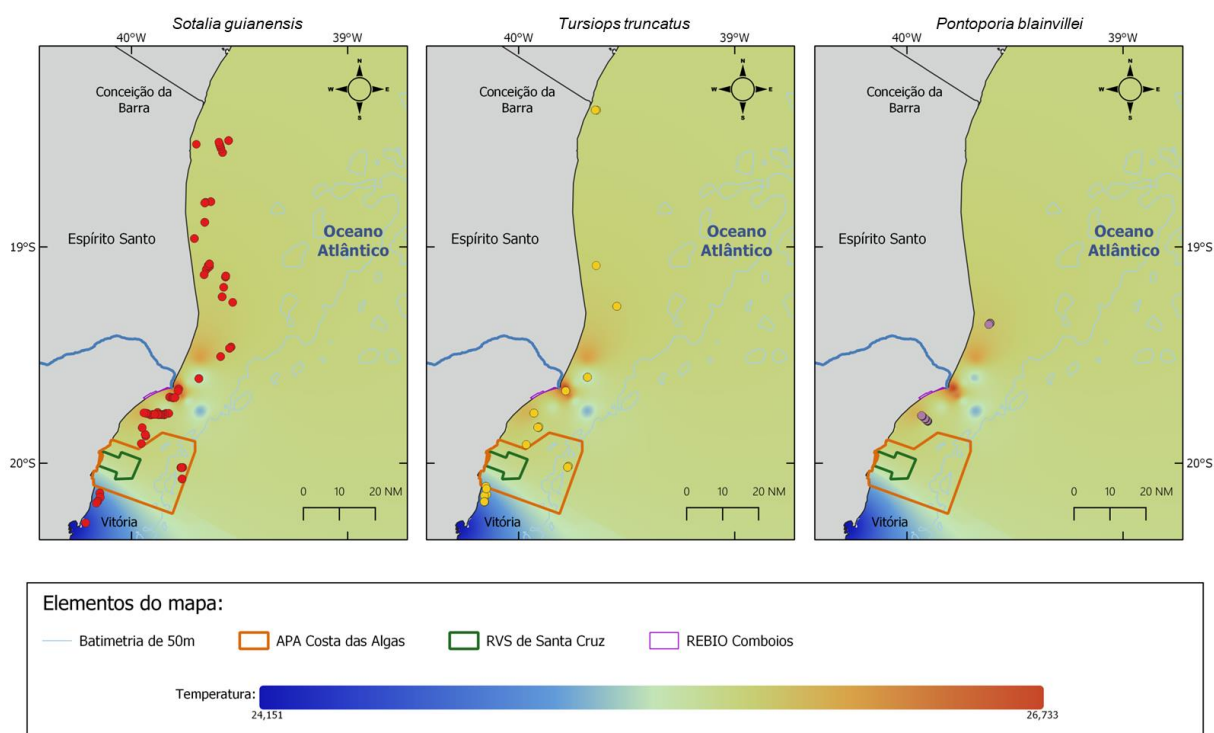 Sotalia guianensis
Tursiops truncatus
Pontoporia blainvillei
40°W
39°W
40°W
39°W
40°W
39°W
N
W
E
S
Conceição da
Barra
N
W
E
S
Conceição da
Barra
N
W
E
S
Conceição da
Barra
19°S
Espírito Santo
Oceano
Atlântico
Espírito Santo
Oceano
Atlântico
Espírito Santo
Oceano
Atlântico
19°S
20°S
20°S
0 10 20 NM
Vitória
0 10 20 NM
Vitória
0 10 20 NM
Vitória
Elementos do mapa:
Batimetria de 50m
APA Costa das Algas
RVS de Santa Cruz
REBIO Comboios
Temperatura:
24,151
26,733